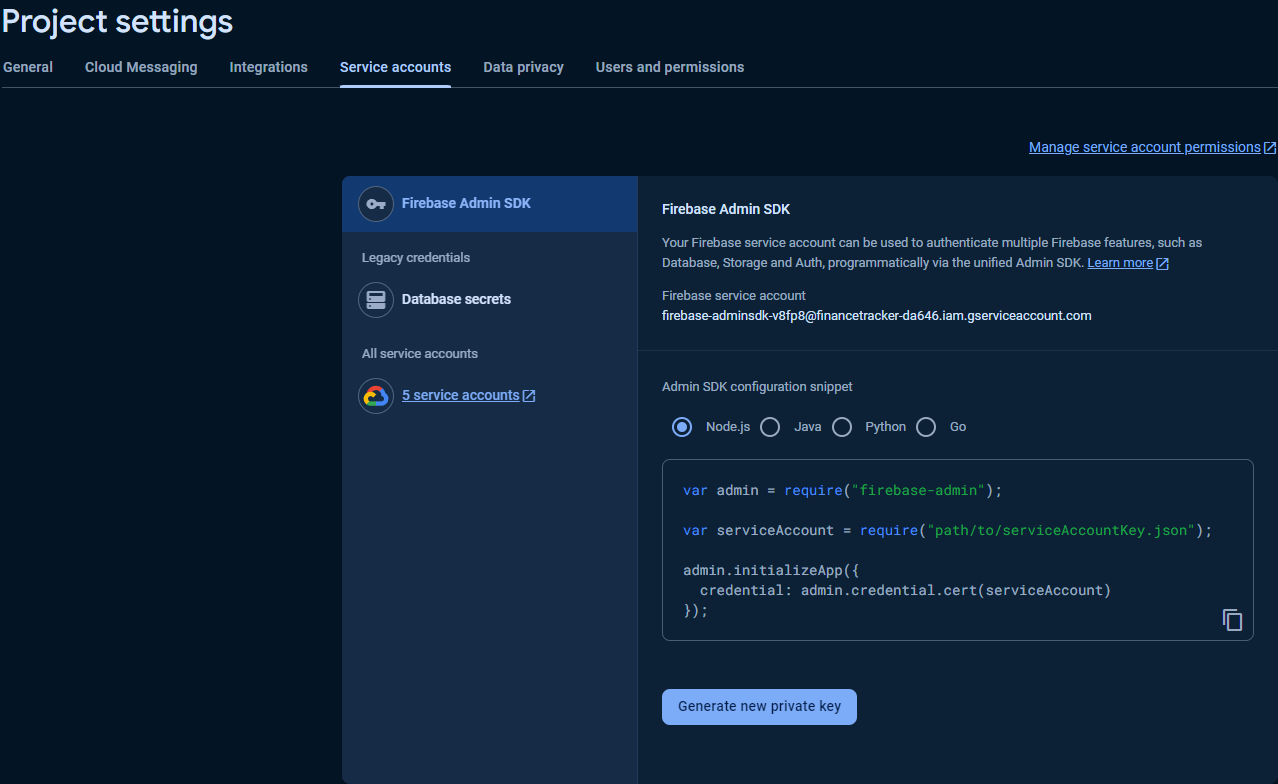 Project settings
General Cloud Messaging Integrations Service accounts Data privacy Users and permissions
Manage service account permissions
Firebase Admin SDK
Legacy credentials
Database secrets
All service accounts
5 service accounts
Firebase Admin SDK
Your Firebase service account can be used to authenticate multiple Firebase features, such as
Database, Storage and Auth, programmatically via the unified Admin SDK. Learn more
Firebase service account
firebase-adminsdk-v8fp8@financetracker-da646.iam.gserviceaccount.com
Admin SDK configuration snippet
Node.js Java Python Go
var admin = require("firebase-admin");
var serviceAccount = require("path/to/serviceAccountKey.json");
admin.initializeApp({
  credential: admin.credential.cert(serviceAccount)
});
Generate new private key